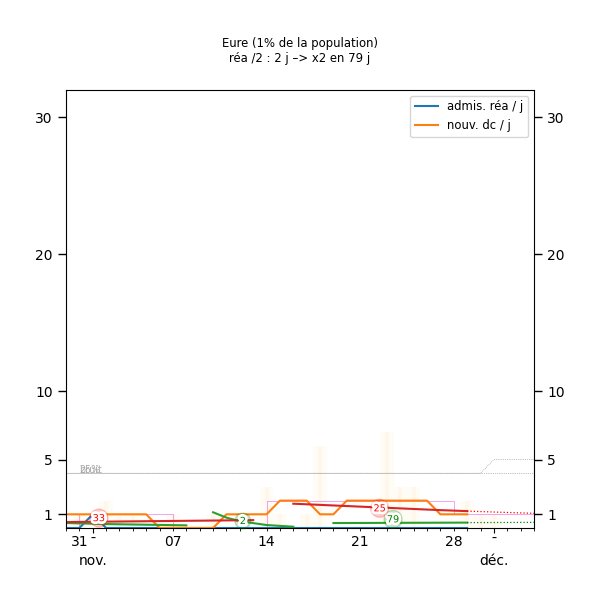 Eure (1% de la population)
réa /2 : 2 j –> x2 en 79 j
admis. réa / j
nouv. dc / j
30 30
20 20
10 10
5 5
25%
1 33 2 25 79 1
31 - 07 14 21 28 -
nov. déc.